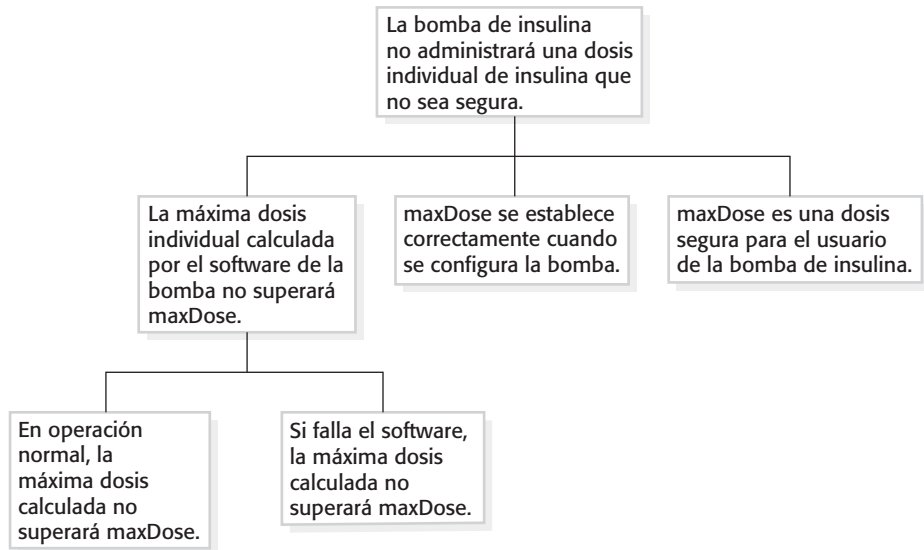 La bomba de insulina
no administrará una dosis
individual de insulina que
no sea segura.
La máxima dosis
individual calculada
por el software de la
bomba no superará
maxDose.
maxDose se establece
correctamente cuando
se configura la bomba.
maxDose es una dosis
segura para el usuario
de la bomba de insulina.
En operación
normal, la
máxima dosis
calculada no
superará maxDose.
Si falla el software,
la máxima dosis
calculada no
superará maxDose.